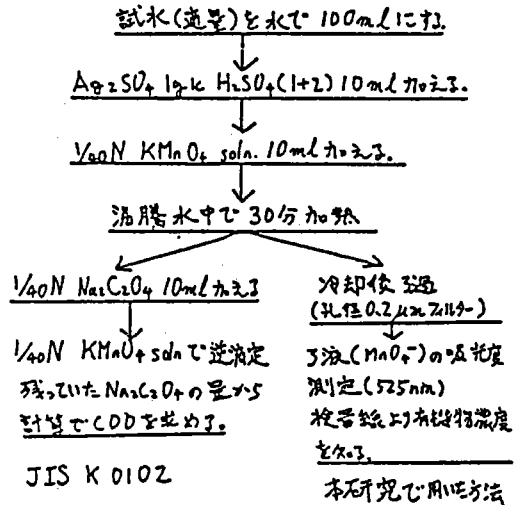 試水(適量)を水で100mlにする
Ag2SO4 1gと H2SO4(1+2) 10ml加える。
1/40N KMnO4 soln. 10ml加える。
沸騰水中で30分加熱
1/40N Na2C2O4 10ml加える
1/40N KMnO4 solnで逆滴定
残っていたNa2C2O4の量から
計算でCODを求める。
JIS K 0102
冷却後ろ過
(孔径0.2μmフィルター)
ろ液(MnO4-)の吸光度
測定(525nm)
検量線より有機物濃度
を知る。
本研究で用いた方法